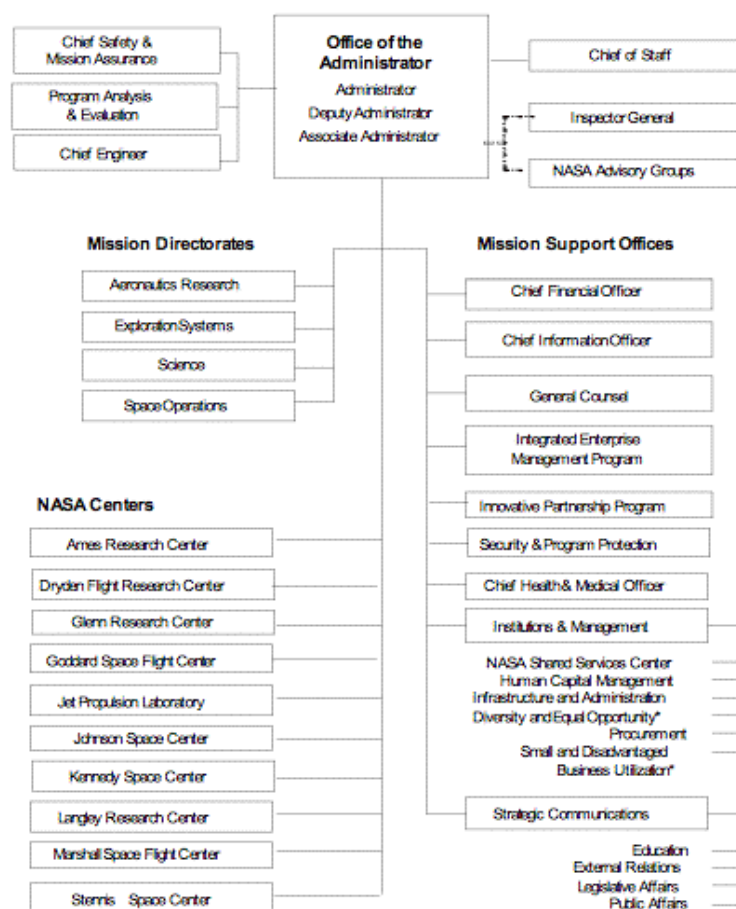 Chief Safety &
Mission Assurance
Program Analysis
& Evaluation
Chief Engineer
Office of the
Administrator
Administrator
Deputy Administrator
Associate Administrator
Chief of Staff
Inspector General
NASA Advisory Groups
Mission Directorates
Aeronautics Research
Exploration Systems
Science
Space Operations
NASA Centers
Ames Research Center
Dryden Flight Research Center
Glenn Research Center
Goddard Space Flight Center
Jet Propulsion Laboratory
Johnson Space Center
Kennedy Space Center
Langley Research Center
Marshall Space Flight Center
Stennis Space Center
Mission Support Offices
Chief Financial Officer
Chief Information Officer
General Counsel
Integrated Enterprise
Management Program
Innovative Partnership Program
Security & Program Protection
Chief Health & Medical Officer
Institutions & Management
NASA Shared Services Center
Human Capital Management
Infrastructure and Administration
Diversity and Equal Opportunity*
Procurement
Small and Disadvantaged
Business Utilization*
Strategic Communications
Education
External Relations
Legislative Affairs
Public Affairs